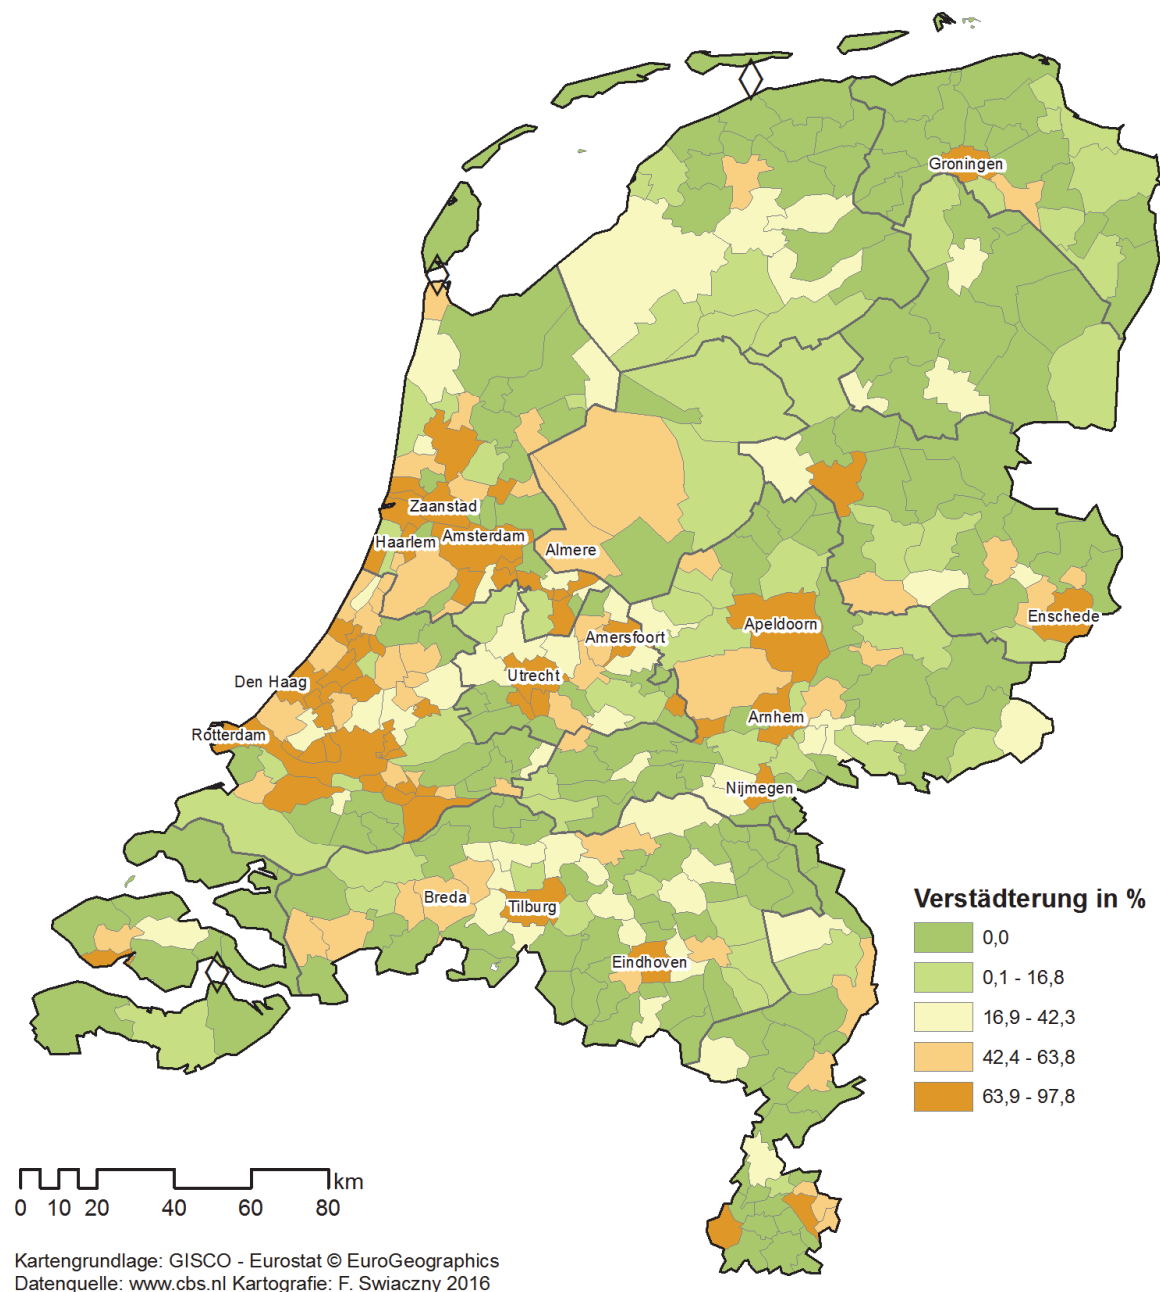 Groningen
Zaanstad
Haarlem
Amsterdam
Almere
Enschede
Apeldoorn
Amersfoort
Utrecht
Den Haag
Arnhem
Rotterdam
Nijmegen
Breda
Tilburg
Eindhoven
Verstädterung in %
0,0
0,1 - 16,8
16,9 - 42,3
42,4 - 63,8
63,9 - 97,8
km
0 10 20 40 60 80
Kartengrundlage: GISCO - Eurostat © EuroGeographics
Datenquelle: www.cbs.nl Kartografie: F. Swiaczny 2016